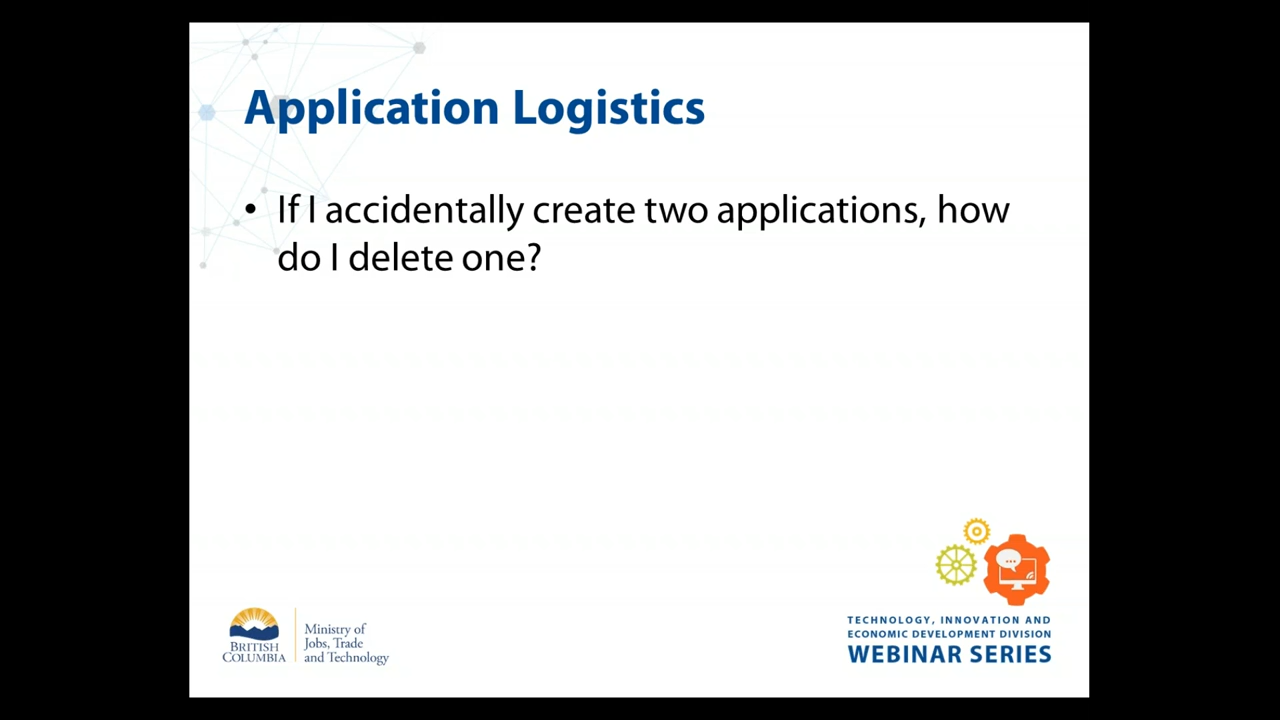 Application Logistics
• If I accidentally create two applications, how
do I delete one?
BRITISH
COLUMBIA
Ministry of
Jobs, Trade
and Technology
TECHNOLOGY, INNOVATION AND
ECONOMIC DEVELOPMENT DIVISION
WEBINAR SERIES